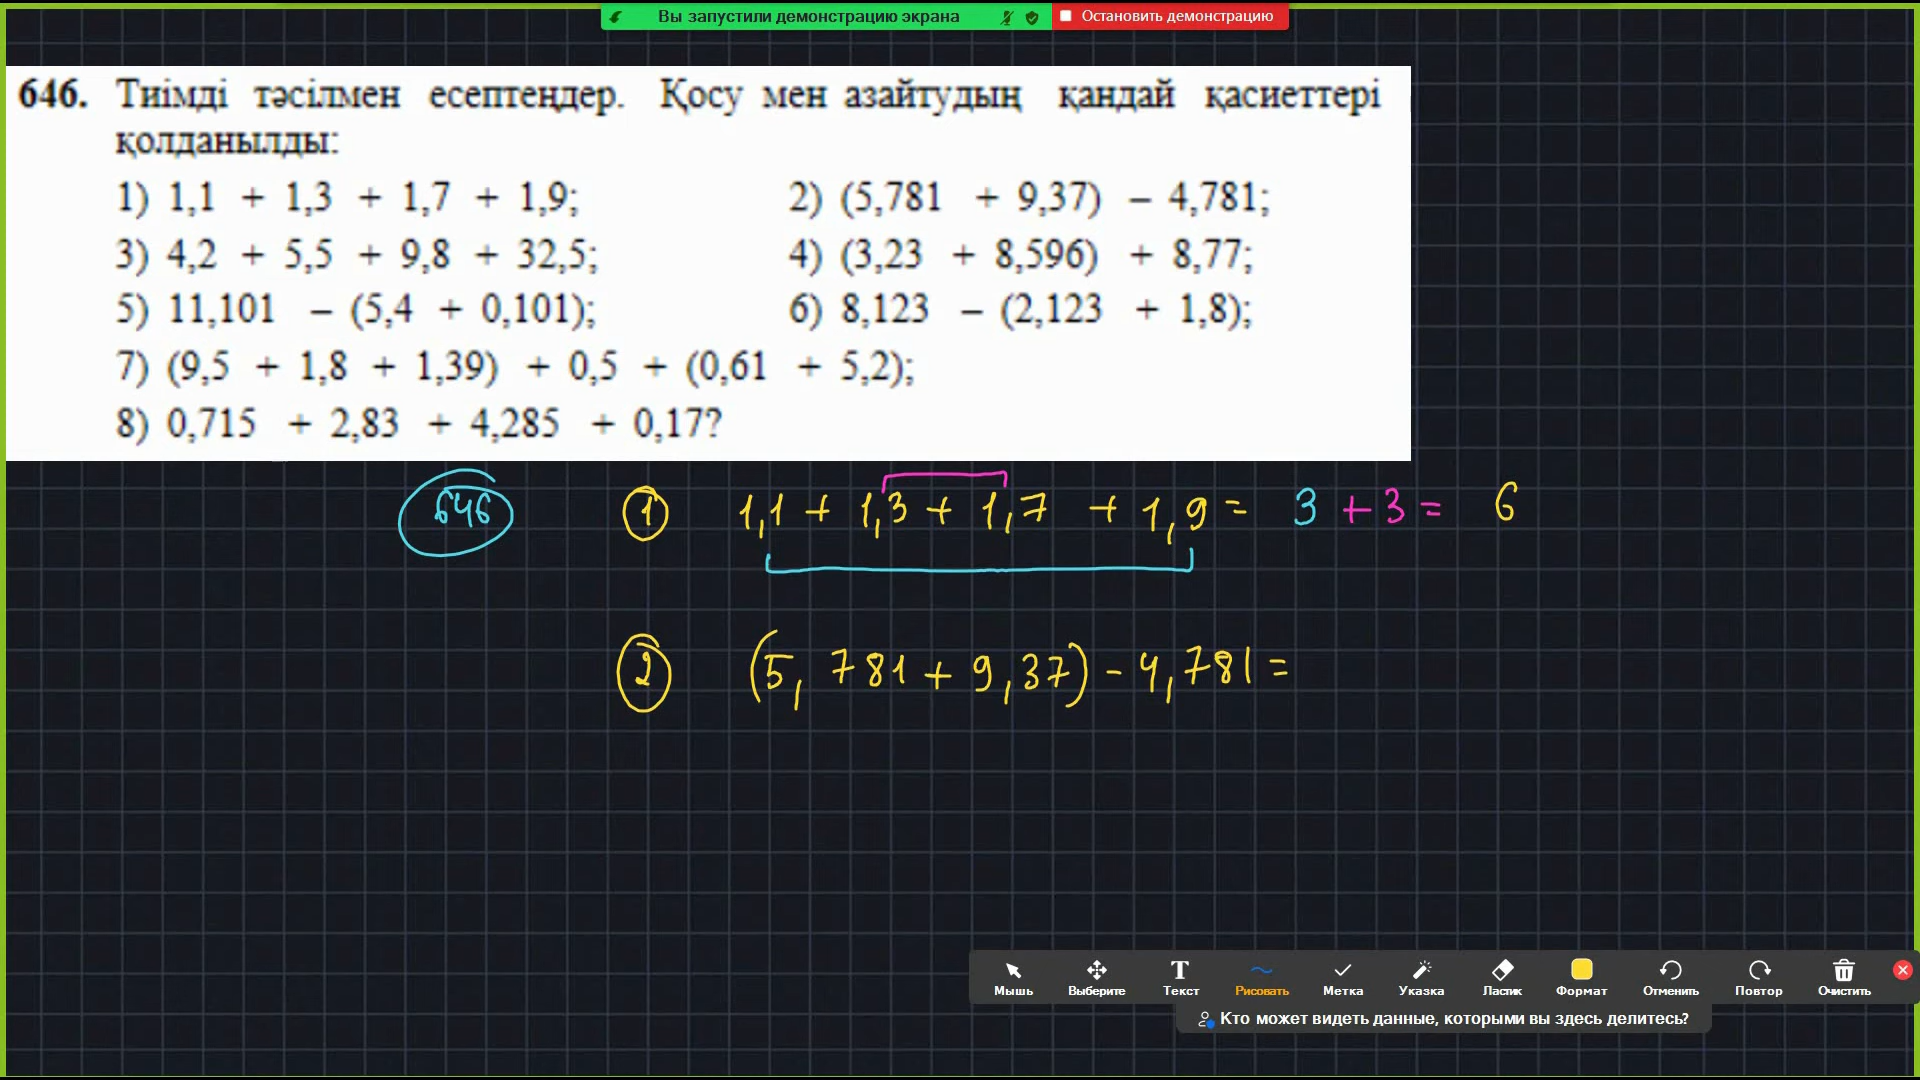 Вы запустили демонстрацию экрана Остановить демонстрацию
646. Тиімді тәсілмен есептеңдер. Қосу мен азайтудың қандай қасиеттері
қолданылды:
1) 1,1 + 1,3 + 1,7 + 1,9; 2) (5,781 + 9,37) – 4,781;
3) 4,2 + 5,5 + 9,8 + 32,5; 4) (3,23 + 8,596) + 8,77;
5) 11,101 – (5,4 + 0,101); 6) 8,123 – (2,123 + 1,8);
7) (9,5 + 1,8 + 1,39) + 0,5 + (0,61 + 5,2);
8) 0,715 + 2,83 + 4,285 + 0,17?
646 1 1,1 + 1,3 + 1,7 + 1,9 = 3 + 3 = 6
2 (5,781 + 9,37) - 4,781 =
Мышь Выберите Текст Рисовать Метка Указка Ластик Формат Отменить Повтор Очистить
Кто может видеть данные, которыми вы здесь делитесь?